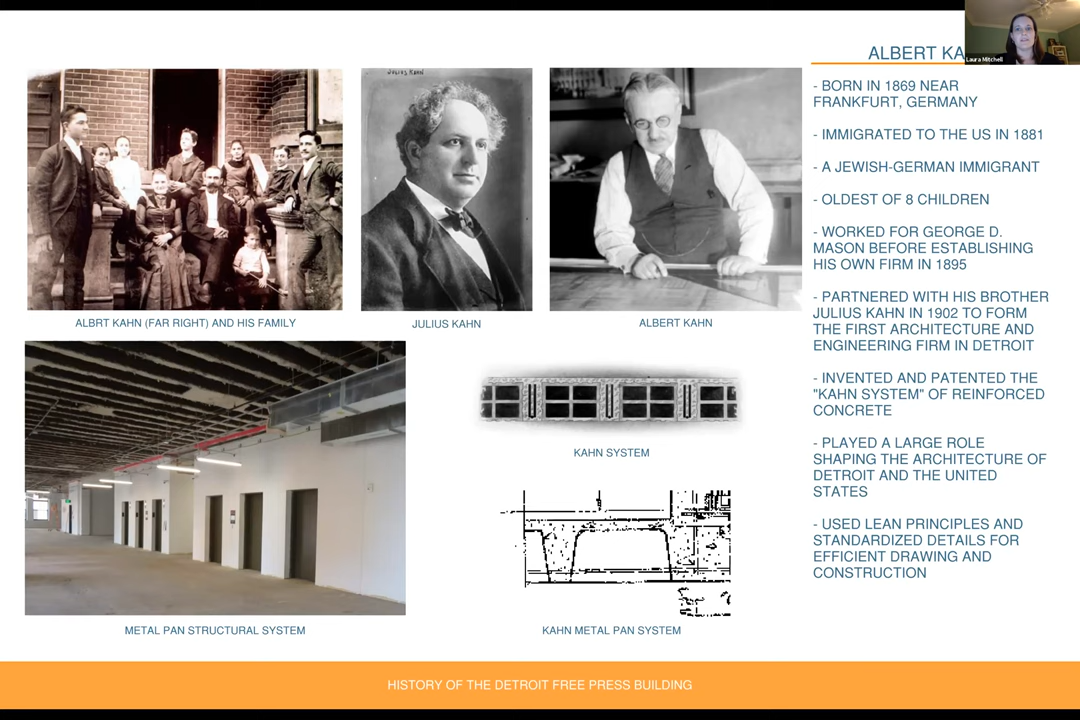 ALBERT KA
Laura Mitchell
JULIUS KAHN
ALBRT KAHN (FAR RIGHT) AND HIS FAMILY
JULIUS KAHN
ALBERT KAHN
- BORN IN 1869 NEAR
FRANKFURT, GERMANY
- IMMIGRATED TO THE US IN 1881
- A JEWISH-GERMAN IMMIGRANT
- OLDEST OF 8 CHILDREN
- WORKED FOR GEORGE D.
MASON BEFORE ESTABLISHING
HIS OWN FIRM IN 1895
- PARTNERED WITH HIS BROTHER
JULIUS KAHN IN 1902 TO FORM
THE FIRST ARCHITECTURE AND
ENGINEERING FIRM IN DETROIT
- INVENTED AND PATENTED THE
"KAHN SYSTEM" OF REINFORCED
CONCRETE
- PLAYED A LARGE ROLE
SHAPING THE ARCHITECTURE OF
DETROIT AND THE UNITED
STATES
- USED LEAN PRINCIPLES AND
STANDARDIZED DETAILS FOR
EFFICIENT DRAWING AND
CONSTRUCTION
KAHN SYSTEM
METAL PAN STRUCTURAL SYSTEM
KAHN METAL PAN SYSTEM
HISTORY OF THE DETROIT FREE PRESS BUILDING